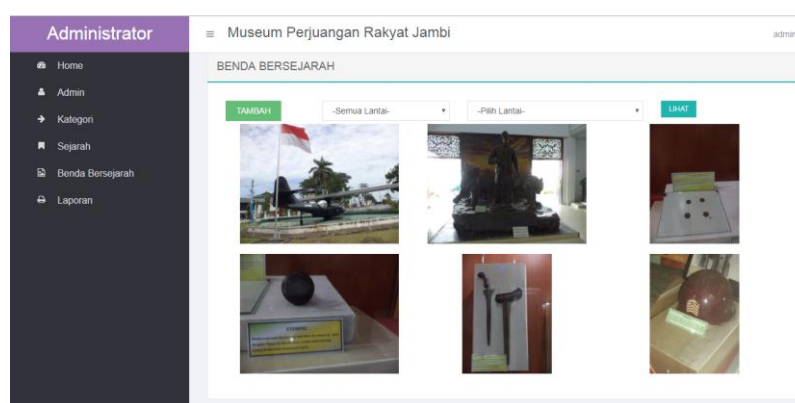 Administrator
Museum Perjuangan Rakyat Jambi
admin
Home
Admin
Kategori
Sejarah
Benda Bersejarah
Laporan
BENDA BERSEJARAH
TAMBAH
-Semua Lantai-
-Pilih Lantai-
LIHAT
STEMPEL